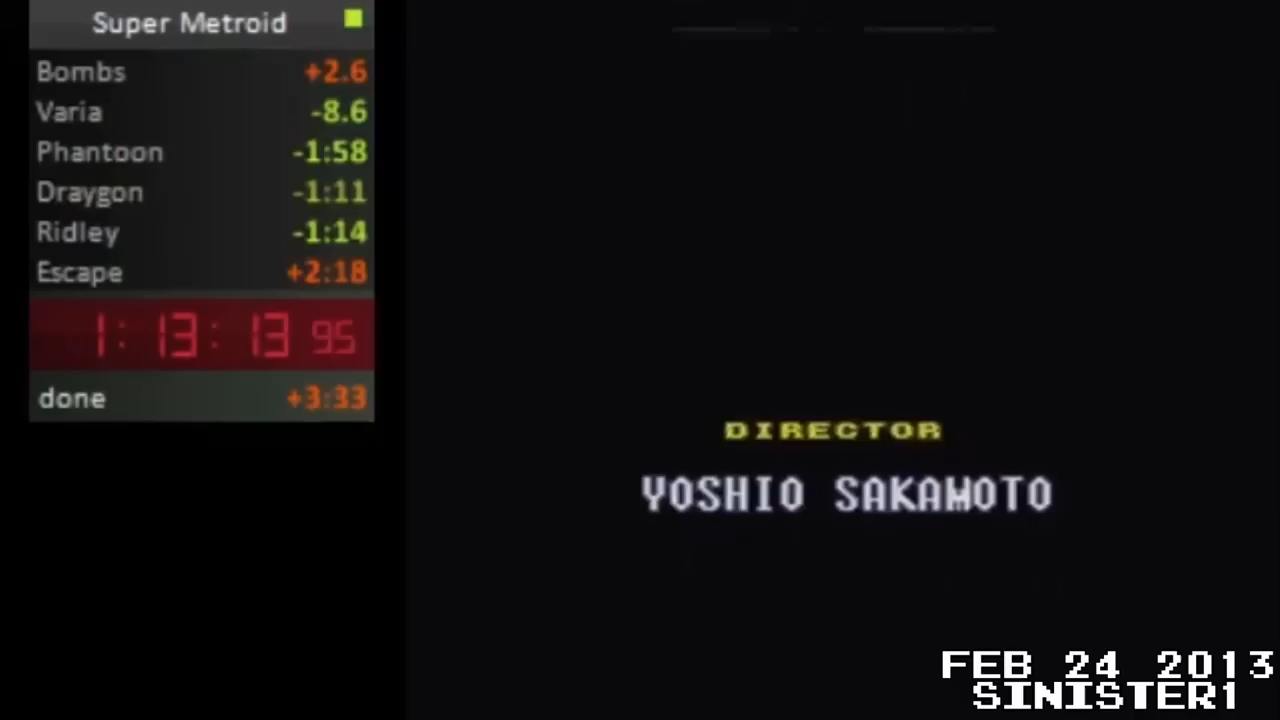 Super Metroid
Bombs +2.6
Varia -8.6
Phantoon -1:58
Draygon -1:11
Ridley -1:14
Escape +2:18
1:13:13 95
done +3:33
DIRECTOR
YOSHIO SAKAMOTO
FEB 24 2013
SINISTER1